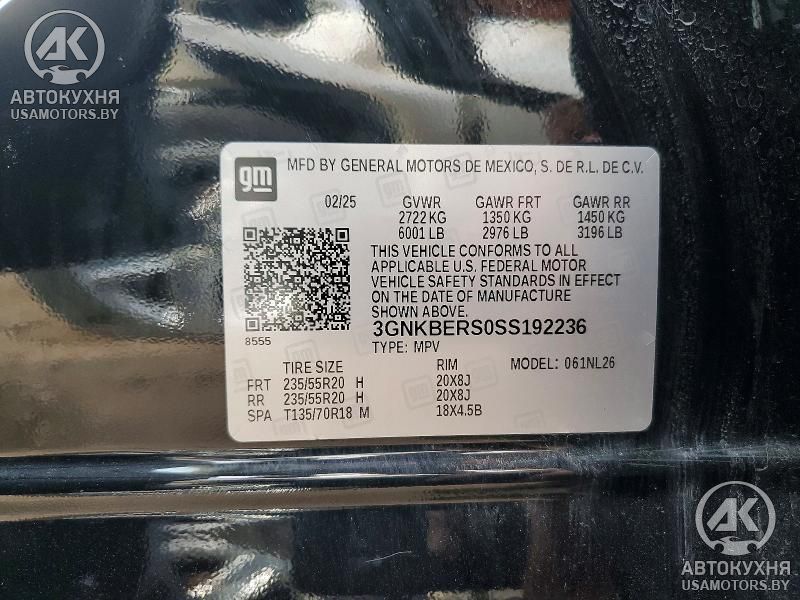 AK
АВТОКУХНЯ
USAMOTORS.BY
gm
MFD BY GENERAL MOTORS DE MEXICO, S. DE R.L. DE C.V.
02/25 GVWR GAWR FRT GAWR RR
2722 KG 1350 KG 1450 KG
6001 LB 2976 LB 3196 LB
THIS VEHICLE CONFORMS TO ALL
APPLICABLE U.S. FEDERAL MOTOR
VEHICLE SAFETY STANDARDS IN EFFECT
ON THE DATE OF MANUFACTURE
SHOWN ABOVE.
8555
3GNKBERS0SS192236
TYPE: MPV MODEL: 061NL26
TIRE SIZE RIM
FRT 235/55R20 H 20X8J
RR 235/55R20 H 20X8J
SPA T135/70R18 M 18X4.5B
AK
АВТОКУХНЯ
USAMOTORS.BY